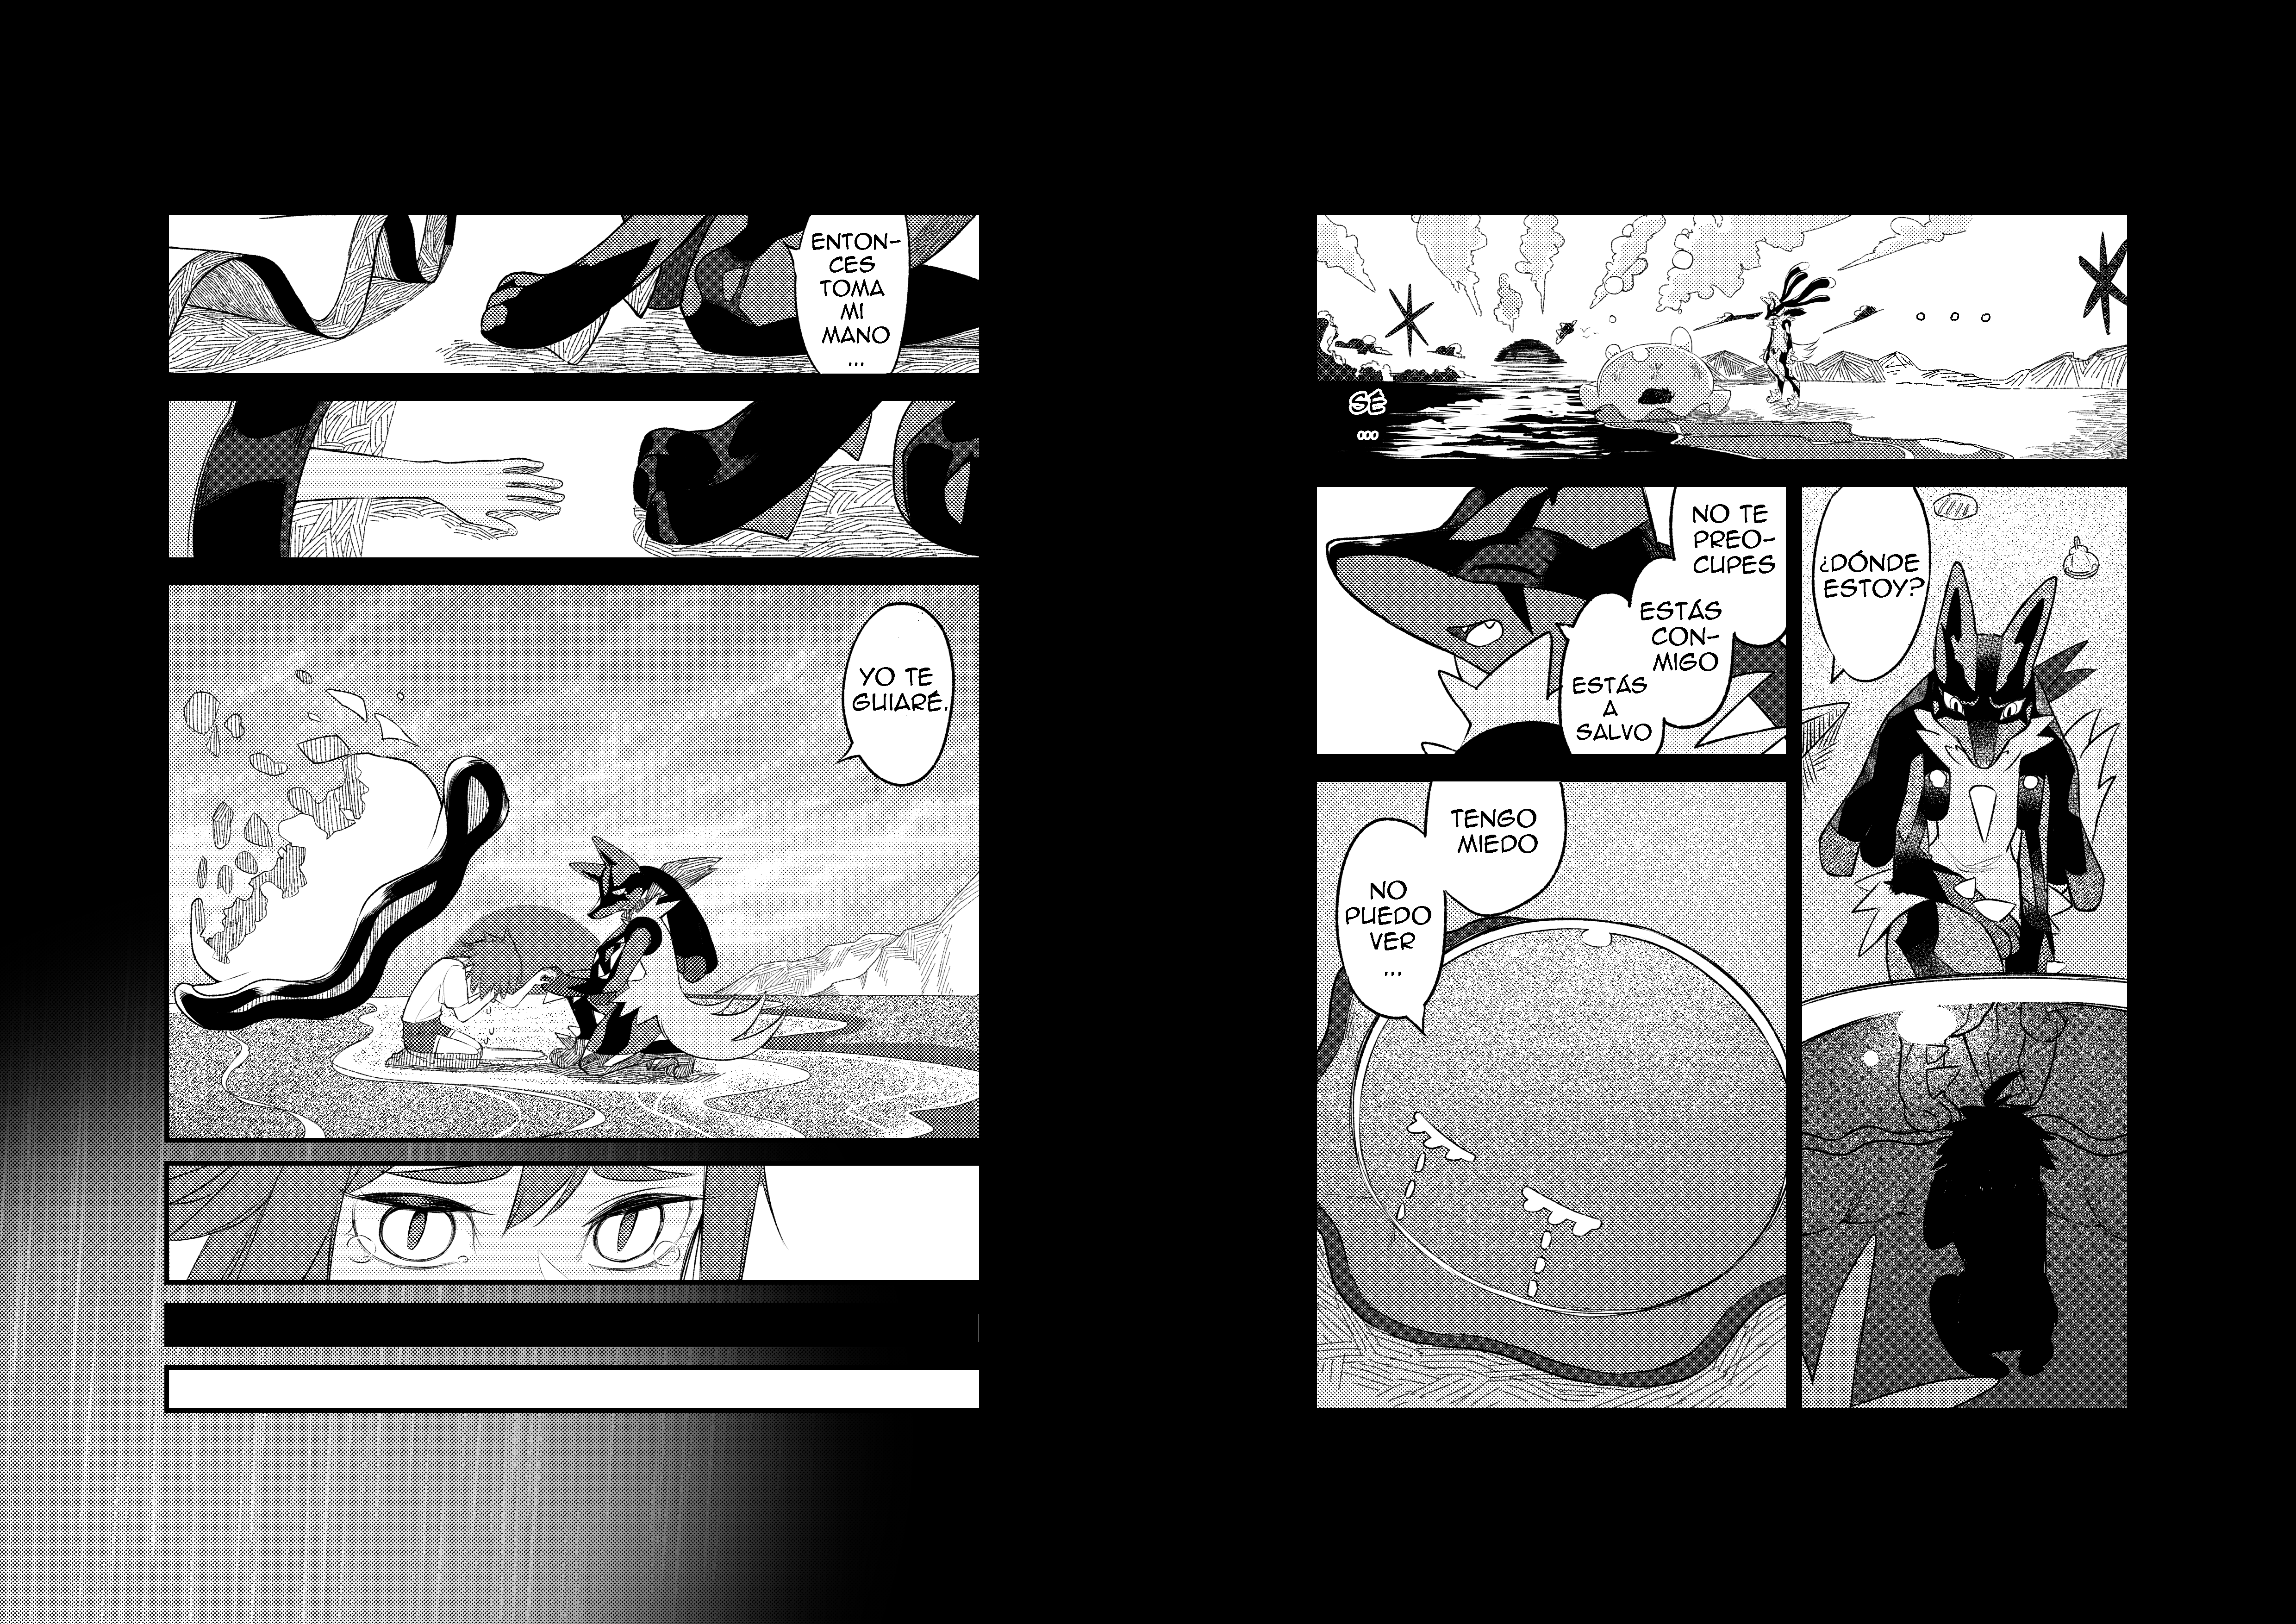 ...
SÉ
...
¿DÓNDE
ESTOY?
NO TE
PREO-
CUPES
ESTÁS
CON-
MIGO
ESTÁS
A
SALVO
TENGO
MIEDO
NO
PUEDO
VER
...
ENTON-
CES
TOMA
MI
MANO
...
YO TE
GUIARÉ.